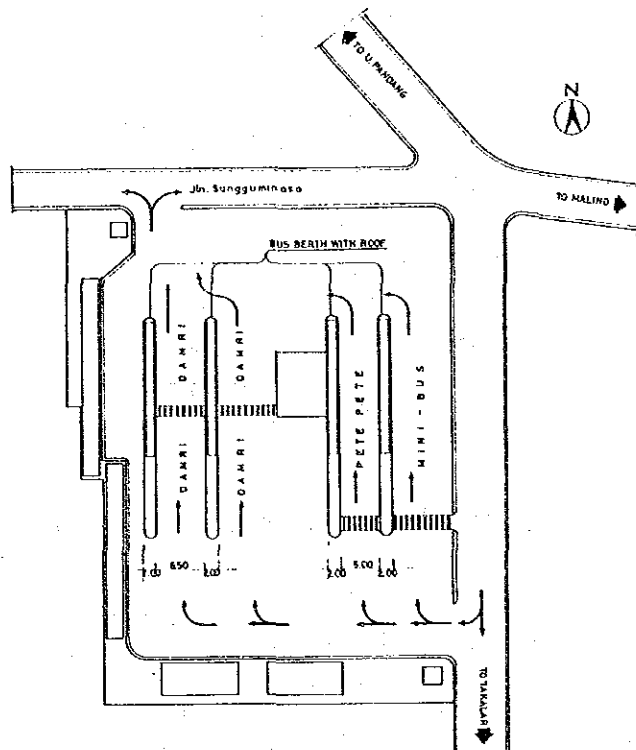 TO U. PANDANG
N
Jln. Sungguminasa
TO MALINO
BUS BERTH WITH ROOF
DAMRI
DAMRI
PETE PETE
MINI - BUS
DAMRI
DAMRI
2.00
6.50
2.00
2.00
5.00
2.00
TO TAKALAR